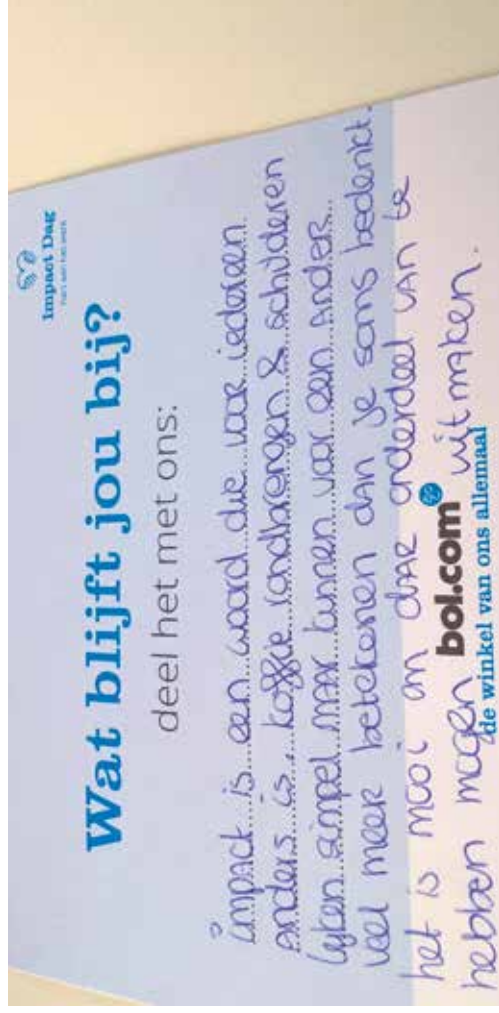 Impact Dag
Wat blijft jou bij?
deel het met ons:
impact is een woord die voor iedereen
anders is. koffie rondbrengen & schilderen
lijken simpel maar kunnen voor een ander
veel meer betekenen dan je soms bedenkt.
het is mooi om daar onderdeel van te
hebben mogen uitmaken.
bol.com
de winkel van ons allemaal